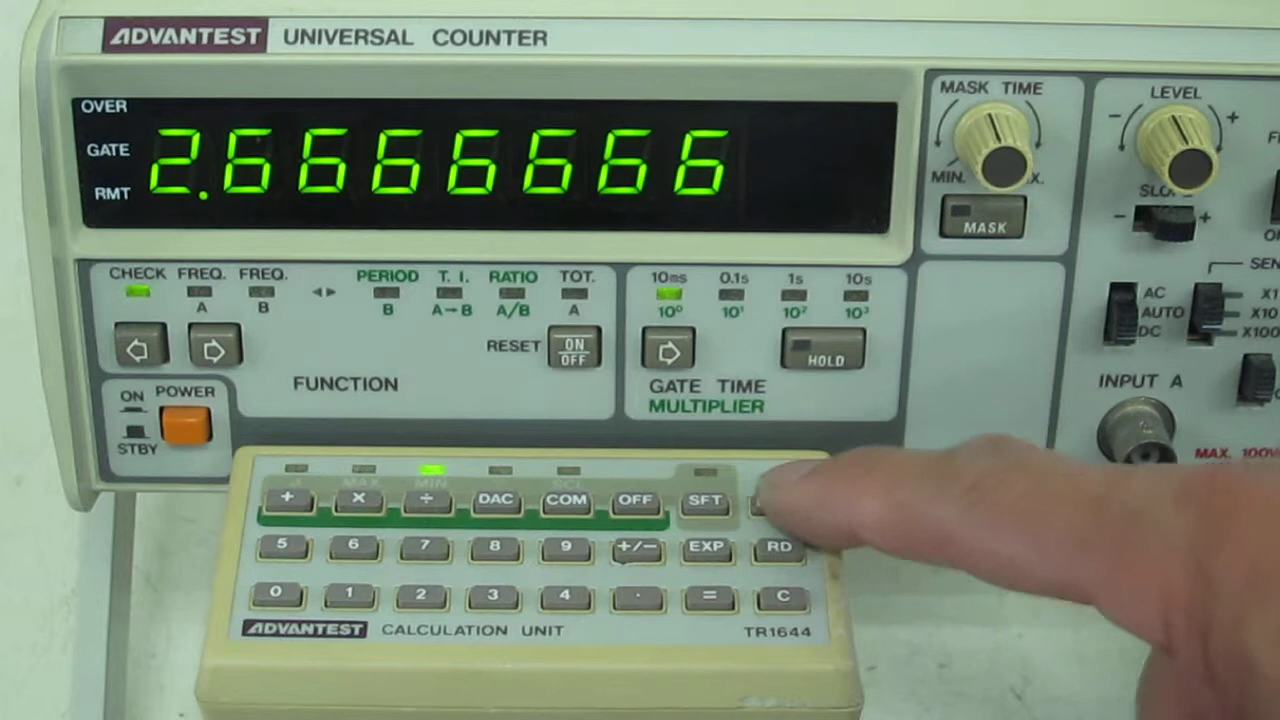 ADVANTEST UNIVERSAL COUNTER
OVER
GATE
RMT
2.6666666
MASK TIME
MIN.
MASK
LEVEL
- +
- +
CHECK FREQ. FREQ. PERIOD T. I. RATIO TOT.
A B B A→B A/B A
RESET ON OFF
FUNCTION
10ms 0.1s 1s 10s
10⁰ 10¹ 10² 10³
HOLD
GATE TIME
MULTIPLIER
ON POWER
STBY
AC
AUTO
DC
X1
X10
X100
INPUT A
MAX. 100V
MAX MIN
+ × ÷ DAC COM OFF SFT
5 6 7 8 9 +/- EXP RD
0 1 2 3 4 . = C
ADVANTEST CALCULATION UNIT TR1644